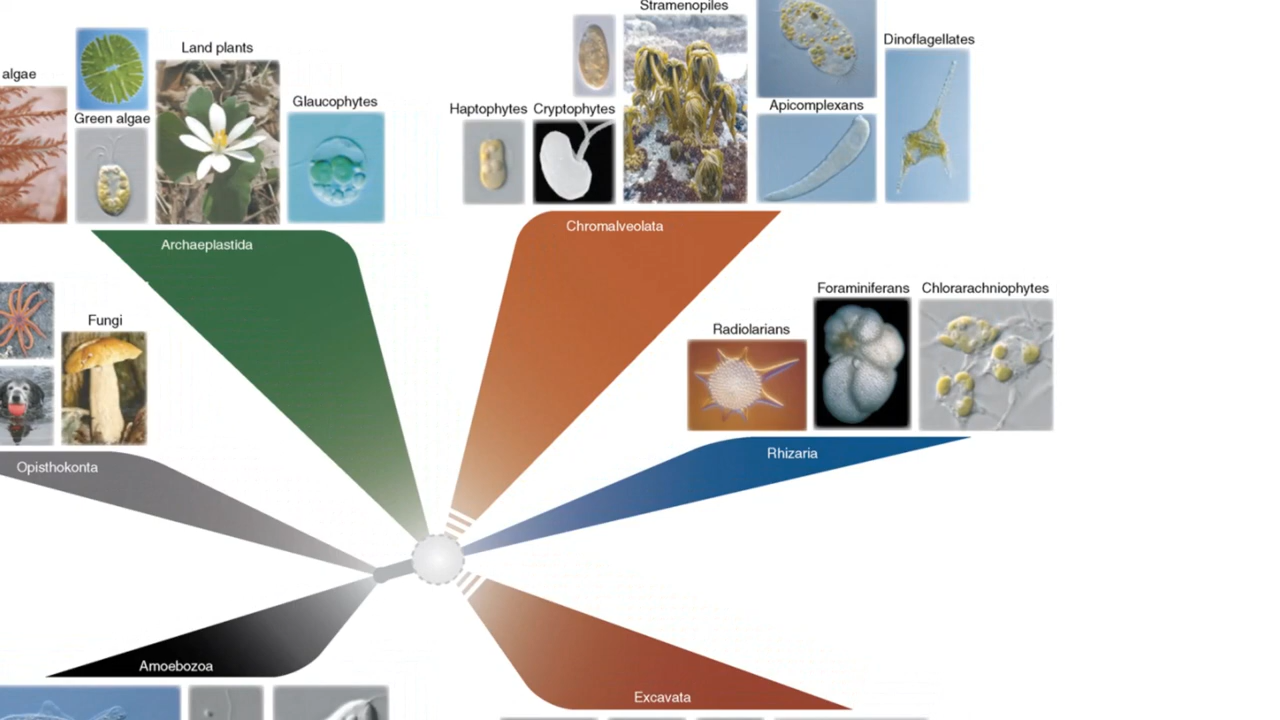 Stramenopiles
Dinoflagellates
Land plants
algae
Glaucophytes
Haptophytes
Cryptophytes
Apicomplexans
Green algae
Chromalveolata
Archaeplastida
Foraminiferans
Chlorarachniophytes
Fungi
Radiolarians
Rhizaria
Opisthokonta
Amoebozoa
Excavata